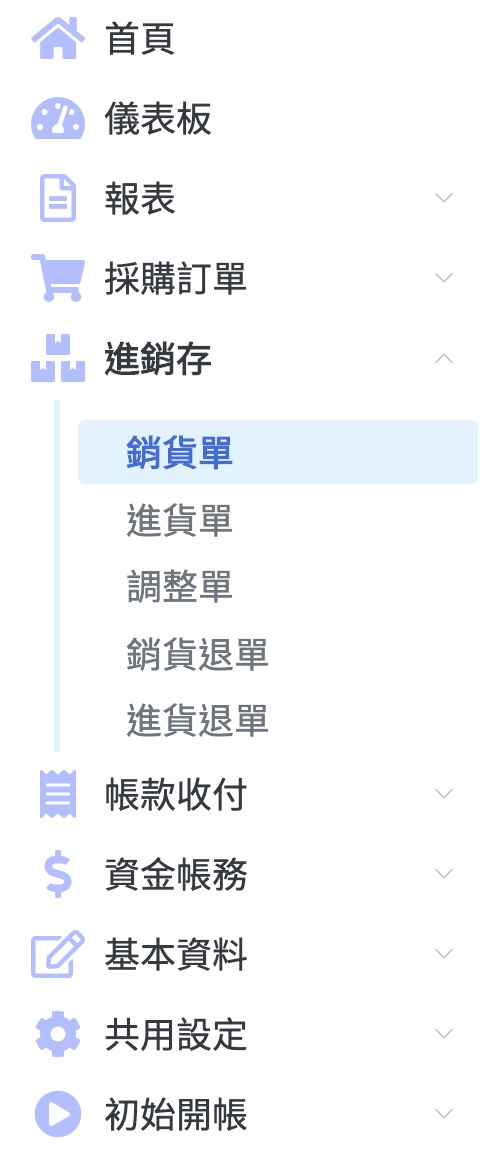 首頁
儀表板
報表
採購訂單
進銷存
銷貨單
進貨單
調整單
銷貨退單
進貨退單
帳款收付
資金帳務
基本資料
共用設定
初始開帳